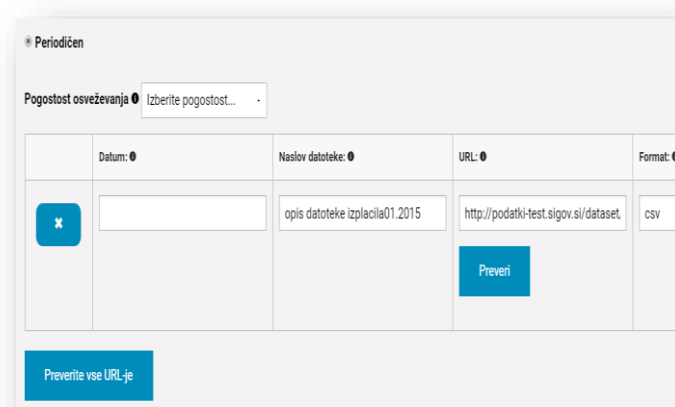 Periodičen
Pogostost osveževanja Izberite pogostost...
Datum: Naslov datoteke: URL: Format:
opis datoteke izplacila01.2015 http://podatki-test.sigov.si/dataset, csv
Preveri
Preverite vse URL-je